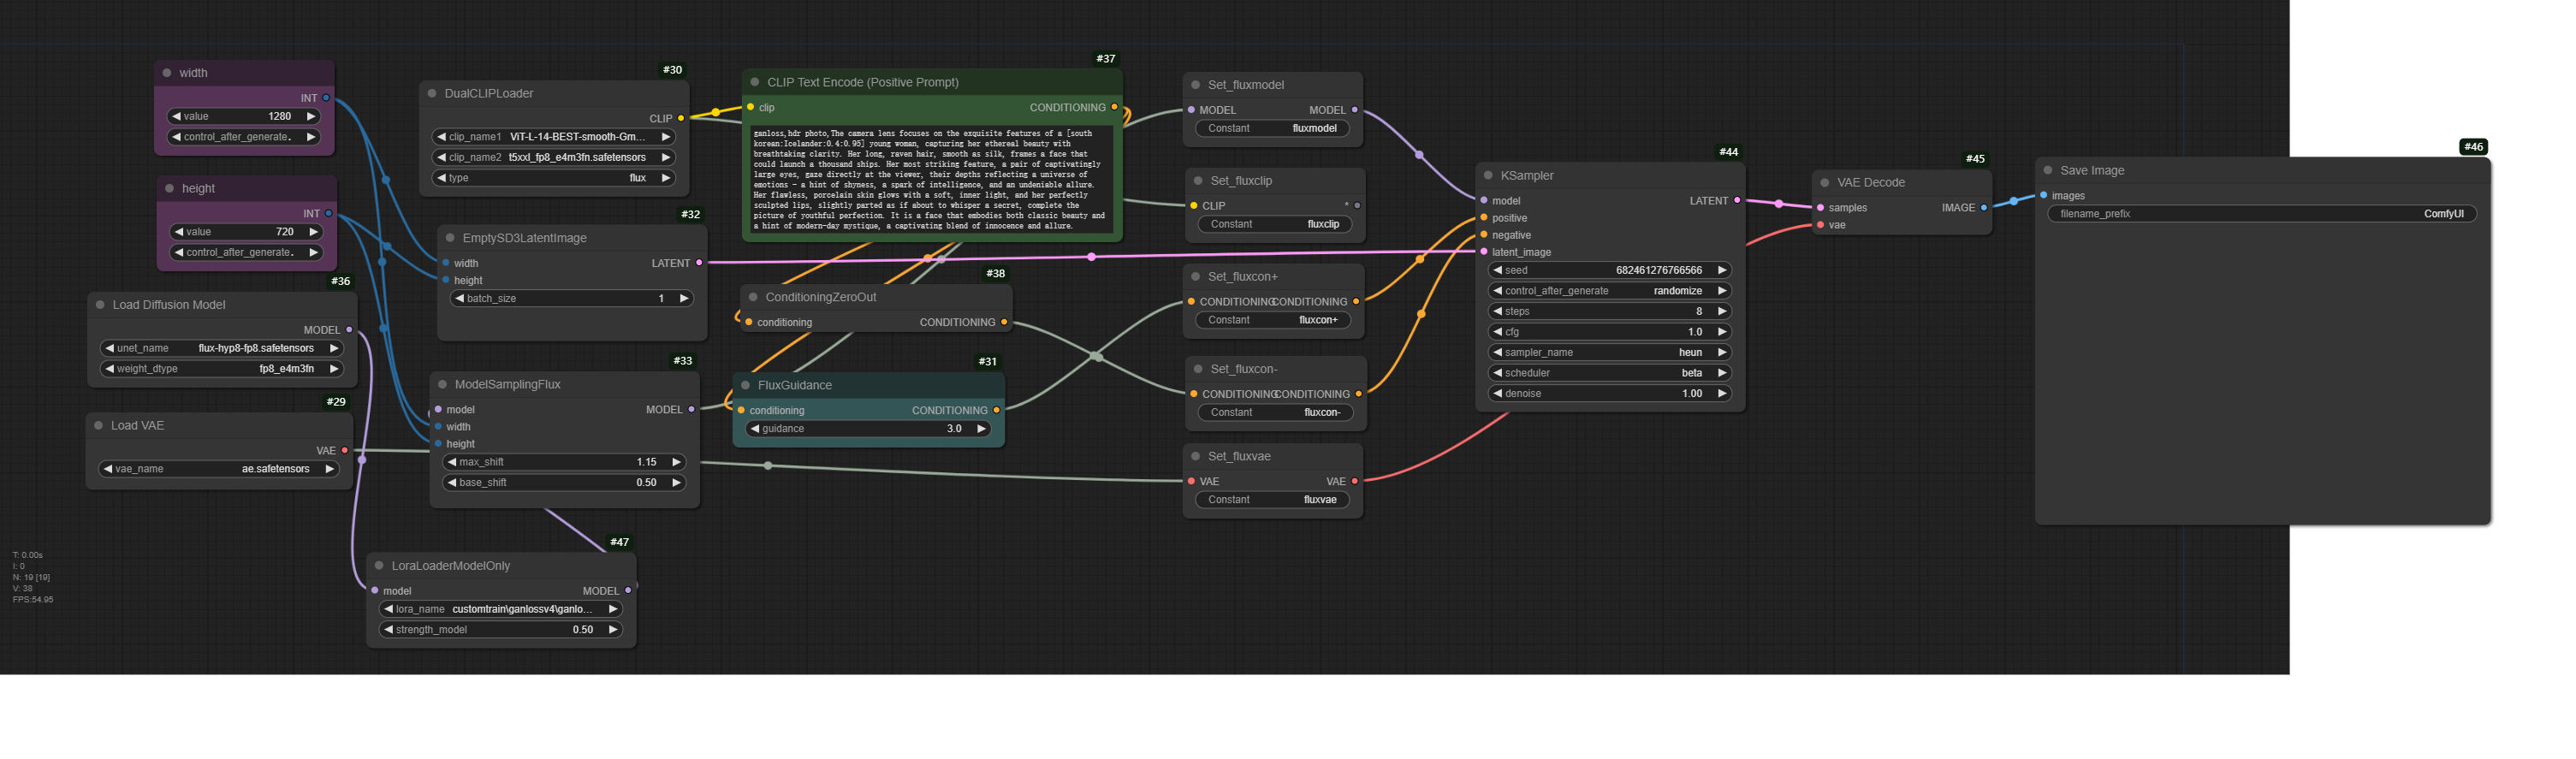 width
INT
value 1280
control_after_generate.
height
INT
value 720
control_after_generate.
#36
Load Diffusion Model
MODEL
unet_name flux-hyp8-fp8.safetensors
weight_dtype fp8_e4m3fn
#29
Load VAE
VAE
vae_name ae.safetensors
#30
DualCLIPLoader
CLIP
clip_name1 ViT-L-14-BEST-smooth-Gm...
clip_name2 t5xxl_fp8_e4m3fn.safetensors
type flux
#32
EmptySD3LatentImage
width LATENT
height
batch_size 1
#33
ModelSamplingFlux
model MODEL
width
height
max_shift 1.15
base_shift 0.50
#47
LoraLoaderModelOnly
model MODEL
lora_name customtrain\ganlossv4\ganlo...
strength_model 0.50
#37
CLIP Text Encode (Positive Prompt)
clip CONDITIONING
ganloss,hdr photo,The camera lens focuses on the exquisite features of a [south
korean:Icelander:0.4:0.95] young woman, capturing her ethereal beauty with
breathtaking clarity. Her long, raven hair, smooth as silk, frames a face that
could launch a thousand ships. Her most striking feature, a pair of captivatingly
large eyes, gaze directly at the viewer, their depths reflecting a universe of
emotions – a hint of shyness, a spark of intelligence, and an undeniable allure.
Her flawless, porcelain skin glows with a soft, inner light, and her perfectly
sculpted lips, slightly parted as if about to whisper a secret, complete the
picture of youthful perfection. It is a face that embodies both classic beauty and
a hint of modern-day mystique, a captivating blend of innocence and allure.
#38
ConditioningZeroOut
conditioning CONDITIONING
#31
FluxGuidance
conditioning CONDITIONING
guidance 3.0
Set_fluxmodel
MODEL MODEL
Constant fluxmodel
Set_fluxclip
CLIP *
Constant fluxclip
Set_fluxcon+
CONDITIONING CONDITIONING
Constant fluxcon+
Set_fluxcon-
CONDITIONING CONDITIONING
Constant fluxcon-
Set_fluxvae
VAE VAE
Constant fluxvae
#44
KSampler
model LATENT
positive
negative
latent_image
seed 682461276766566
control_after_generate randomize
steps 8
cfg 1.0
sampler_name heun
scheduler beta
denoise 1.00
#45
VAE Decode
samples IMAGE
vae
#46
Save Image
images
filename_prefix ComfyUI
T: 0.00s
I: 0
N: 19 [19]
V: 38
FPS:54.95